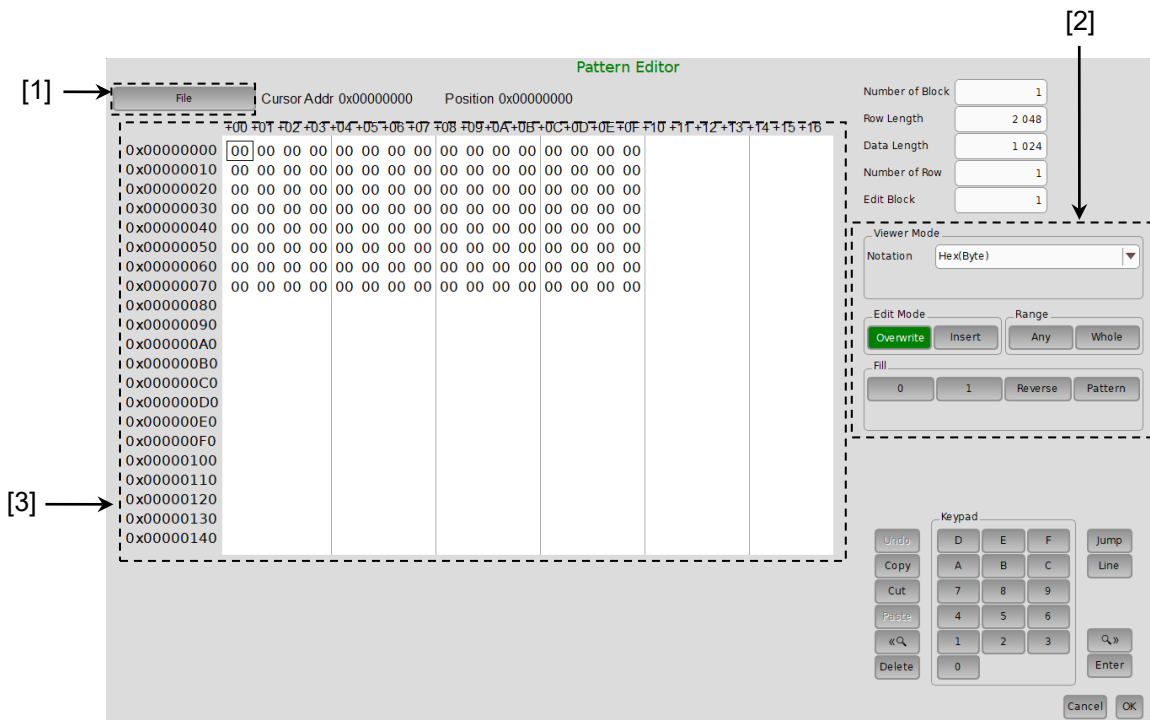 [2]
Pattern Editor
[1]
File Cursor Addr 0x00000000 Position 0x00000000
Number of Block 1
Row Length 2 048
Data Length 1 024
Number of Row 1
Edit Block 1
+00 +01 +02 +03 +04 +05 +06 +07 +08 +09 +0A +0B +0C +0D +0E +0F +10 +11 +12 +13 +14 +15 +16
0x00000000 00 00 00 00 00 00 00 00 00 00 00 00 00 00 00 00
0x00000010 00 00 00 00 00 00 00 00 00 00 00 00 00 00 00 00
0x00000020 00 00 00 00 00 00 00 00 00 00 00 00 00 00 00 00
0x00000030 00 00 00 00 00 00 00 00 00 00 00 00 00 00 00 00
0x00000040 00 00 00 00 00 00 00 00 00 00 00 00 00 00 00 00
0x00000050 00 00 00 00 00 00 00 00 00 00 00 00 00 00 00 00
0x00000060 00 00 00 00 00 00 00 00 00 00 00 00 00 00 00 00
0x00000070 00 00 00 00 00 00 00 00 00 00 00 00 00 00 00 00
0x00000080
0x00000090
0x000000A0
0x000000B0
0x000000C0
0x000000D0
0x000000E0
0x000000F0
0x00000100
0x00000110
0x00000120
0x00000130
0x00000140
[3]
Viewer Mode
Notation Hex(Byte)
Edit Mode Range
Overwrite Insert Any Whole
Fill
0 1 Reverse Pattern
Keypad
Undo D E F Jump
Copy A B C Line
Cut 7 8 9
Paste 4 5 6
« 1 2 3 »
Delete 0 Enter
Cancel OK